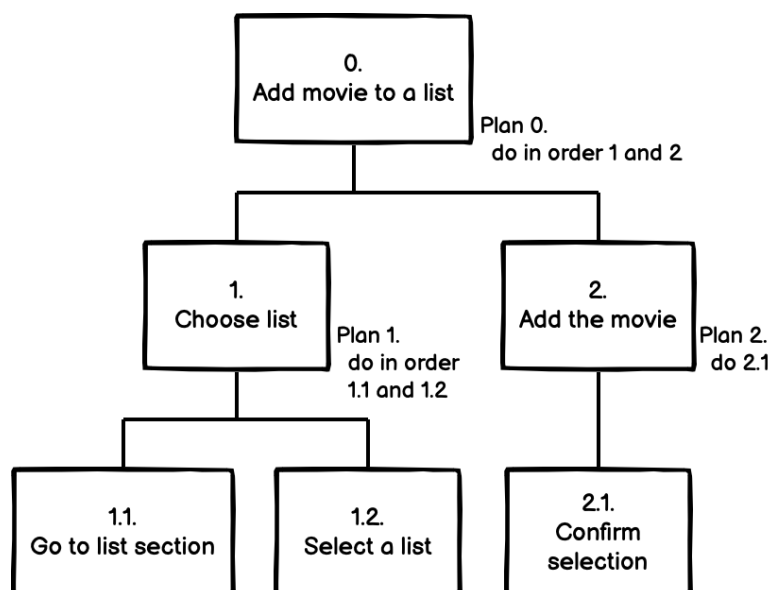 0.
Add movie to a list
Plan 0.
do in order 1 and 2
1.
Choose list
Plan 1.
do in order
1.1 and 1.2
2.
Add the movie
Plan 2.
do 2.1
1.1.
Go to list section
1.2.
Select a list
2.1.
Confirm
selection